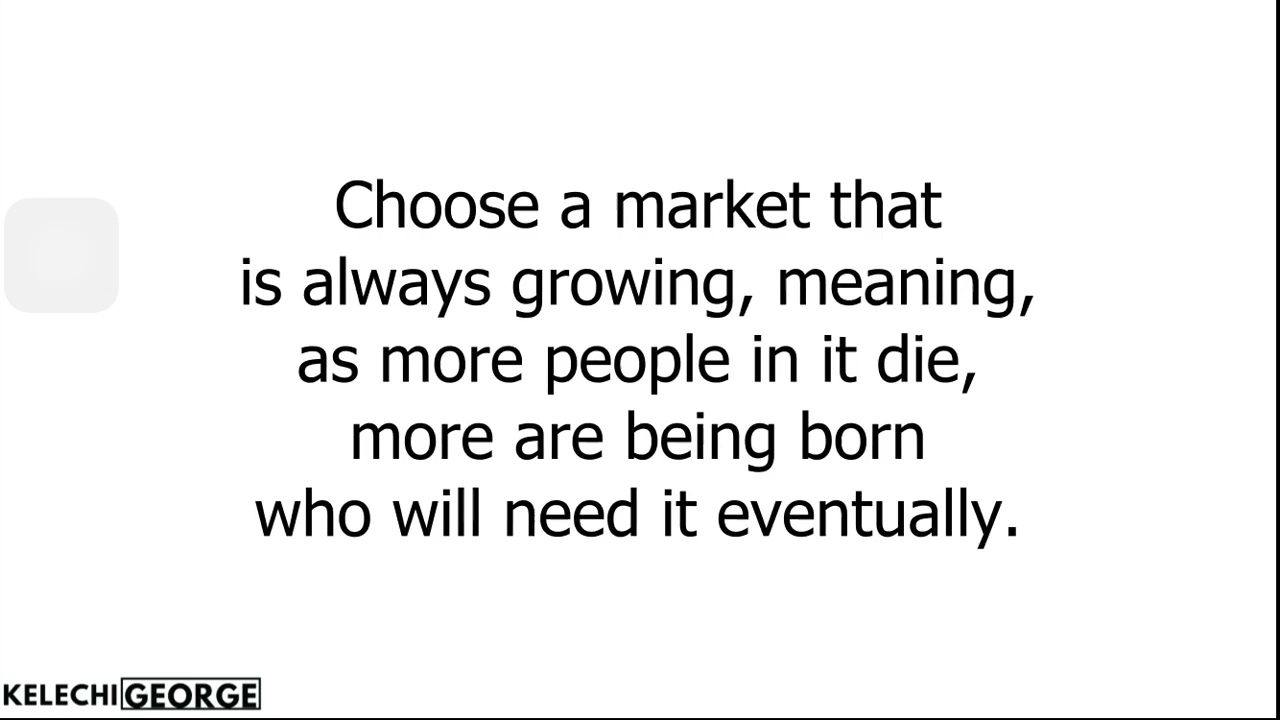 Choose a market that
is always growing, meaning,
as more people in it die,
more are being born
who will need it eventually.
KELECHI GEORGE